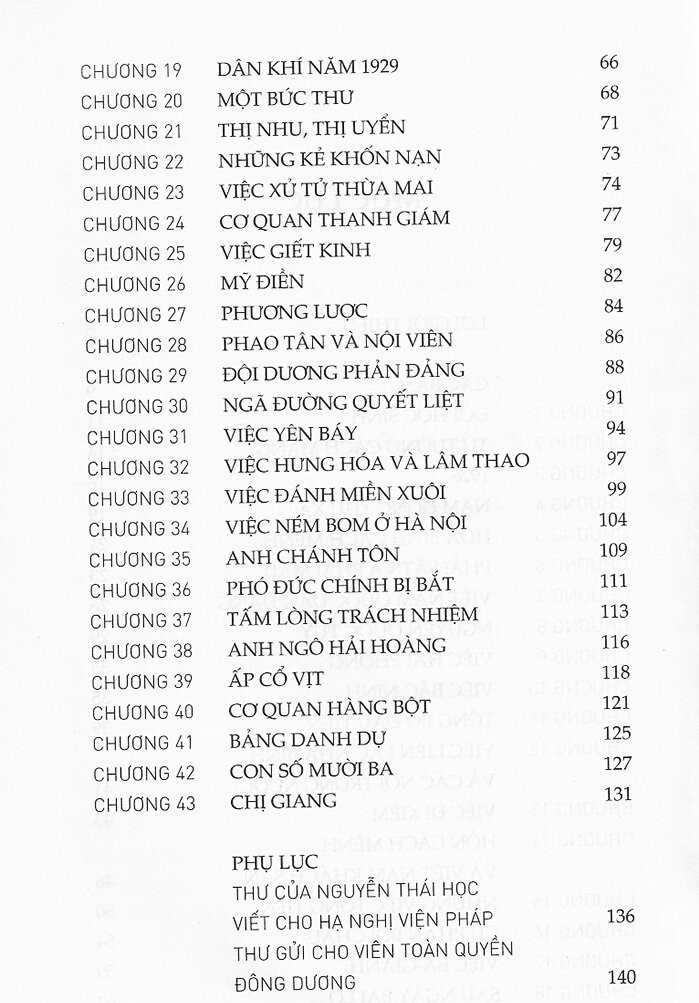 CHƯƠNG 19 DÂN KHÍ NĂM 1929 66
CHƯƠNG 20 MỘT BỨC THƯ 68
CHƯƠNG 21 THỊ NHU, THỊ UYỂN 71
CHƯƠNG 22 NHỮNG KẺ KHỐN NẠN 73
CHƯƠNG 23 VIỆC XỬ TỬ THỪA MAI 74
CHƯƠNG 24 CƠ QUAN THANH GIÁM 77
CHƯƠNG 25 VIỆC GIẾT KINH 79
CHƯƠNG 26 MỸ ĐIỀN 82
CHƯƠNG 27 PHƯƠNG LƯỢC 84
CHƯƠNG 28 PHAO TÂN VÀ NỘI VIÊN 86
CHƯƠNG 29 ĐỘI DƯƠNG PHẢN ĐẢNG 88
CHƯƠNG 30 NGÃ ĐƯỜNG QUYẾT LIỆT 91
CHƯƠNG 31 VIỆC YÊN BÁY 94
CHƯƠNG 32 VIỆC HƯNG HÓA VÀ LÂM THAO 97
CHƯƠNG 33 VIỆC ĐÁNH MIỀN XUÔI 99
CHƯƠNG 34 VIỆC NÉM BOM Ở HÀ NỘI 104
CHƯƠNG 35 ANH CHÁNH TÔN 109
CHƯƠNG 36 PHÓ ĐỨC CHÍNH BỊ BẮT 111
CHƯƠNG 37 TẤM LÒNG TRÁCH NHIỆM 113
CHƯƠNG 38 ANH NGÔ HẢI HOÀNG 116
CHƯƠNG 39 ẤP CỔ VỊT 118
CHƯƠNG 40 CƠ QUAN HÀNG BỘT 121
CHƯƠNG 41 BẢNG DANH DỰ 125
CHƯƠNG 42 CON SỐ MƯỜI BA 127
CHƯƠNG 43 CHỊ GIANG 131
PHỤ LỤC
THƯ CỦA NGUYỄN THÁI HỌC
VIẾT CHO HẠ NGHỊ VIỆN PHÁP 136
THƯ GỬI CHO VIÊN TOÀN QUYỀN
ĐÔNG DƯƠNG 140